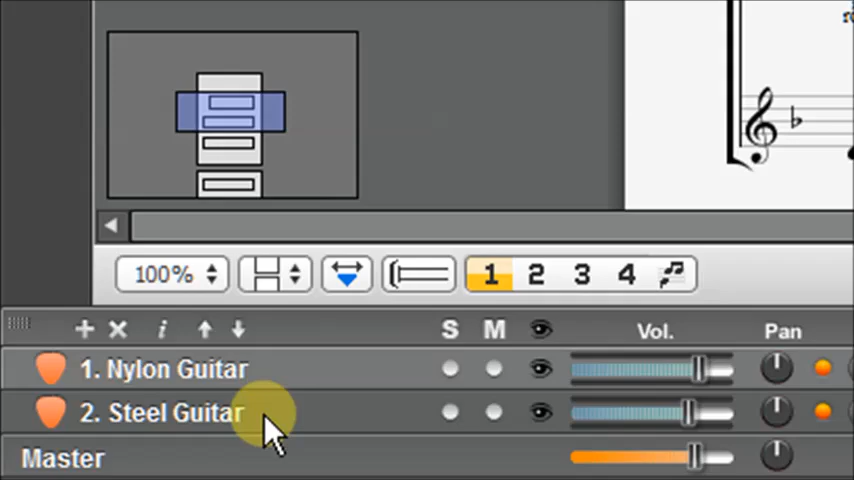 100%
1 2 3 4
S M Vol. Pan
1. Nylon Guitar
2. Steel Guitar
Master